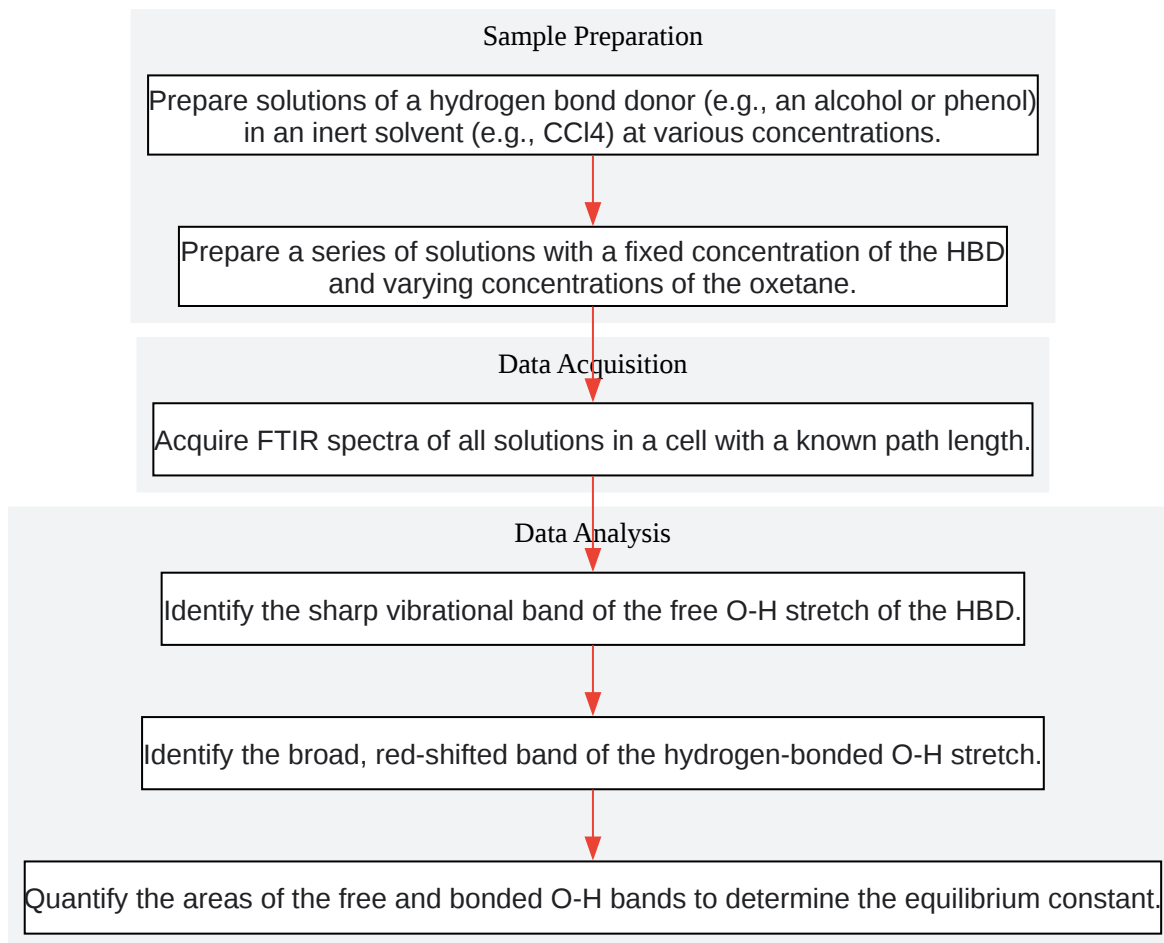 Sample Preparation
Prepare solutions of a hydrogen bond donor (e.g., an alcohol or phenol)
in an inert solvent (e.g., CCl4) at various concentrations.
Prepare a series of solutions with a fixed concentration of the HBD
and varying concentrations of the oxetane.
Data Acquisition
Acquire FTIR spectra of all solutions in a cell with a known path length.
Data Analysis
Identify the sharp vibrational band of the free O-H stretch of the HBD.
Identify the broad, red-shifted band of the hydrogen-bonded O-H stretch.
Quantify the areas of the free and bonded O-H bands to determine the equilibrium constant.